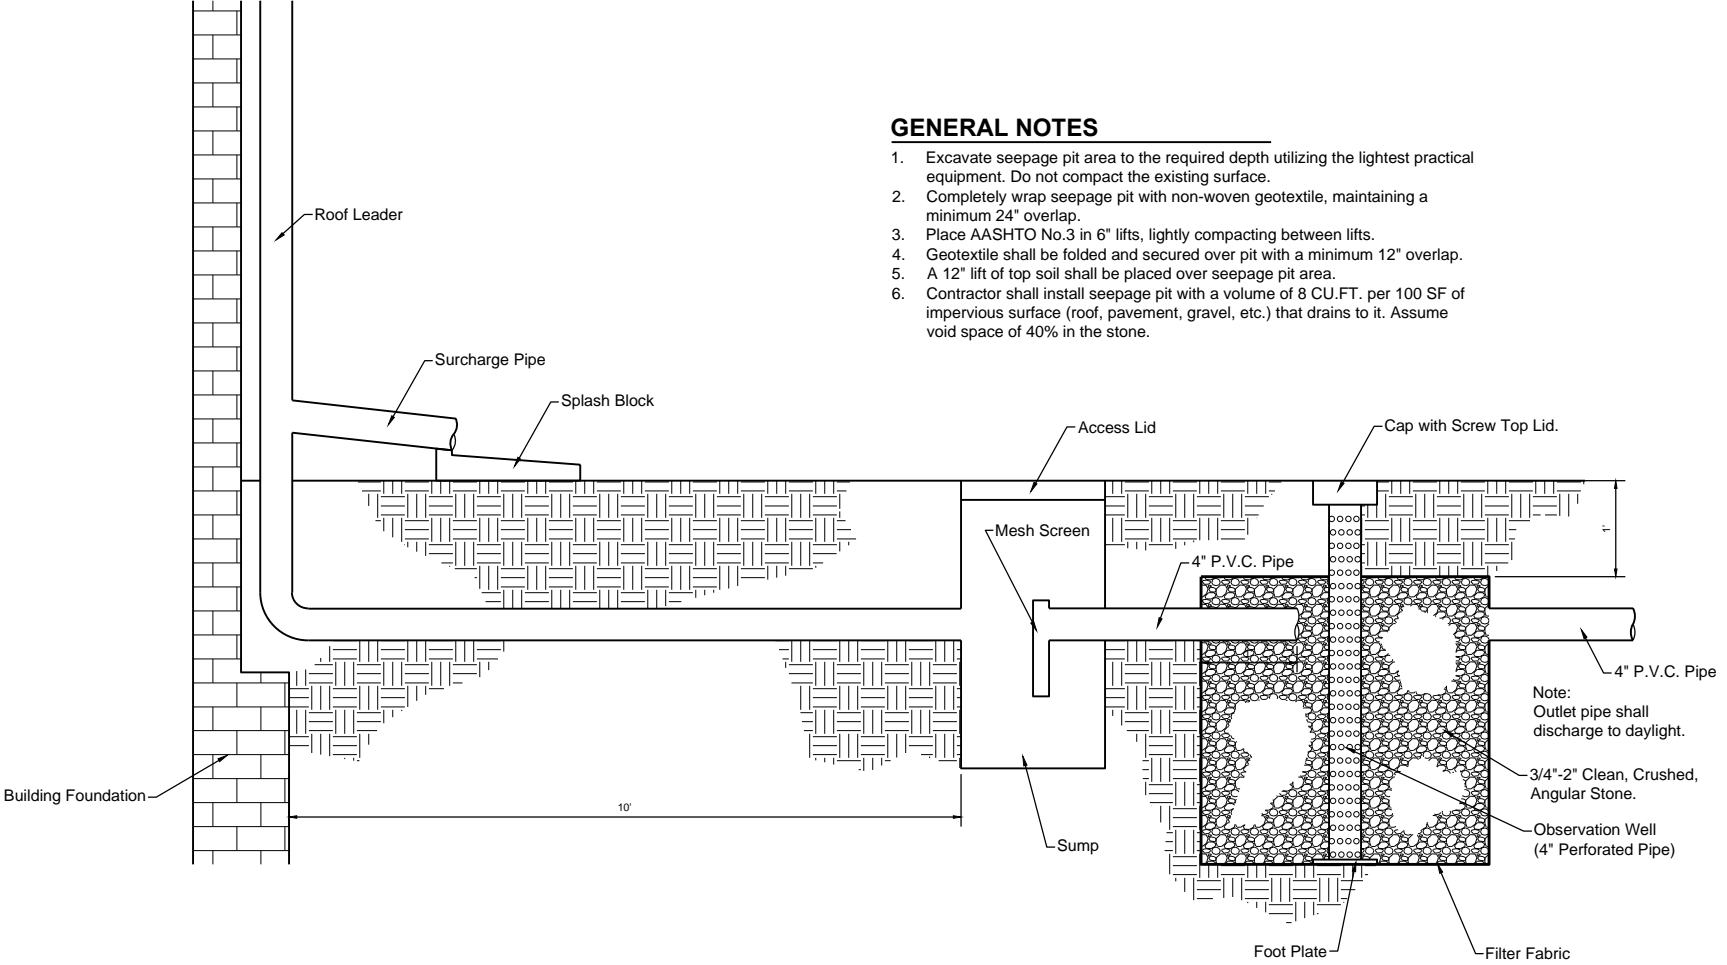 GENERAL NOTES
1. Excavate seepage pit area to the required depth utilizing the lightest practical
equipment. Do not compact the existing surface.
2. Completely wrap seepage pit with non-woven geotextile, maintaining a
minimum 24" overlap.
3. Place AASHTO No.3 in 6" lifts, lightly compacting between lifts.
4. Geotextile shall be folded and secured over pit with a minimum 12" overlap.
5. A 12" lift of top soil shall be placed over seepage pit area.
6. Contractor shall install seepage pit with a volume of 8 CU.FT. per 100 SF of
impervious surface (roof, pavement, gravel, etc.) that drains to it. Assume
void space of 40% in the stone.
Roof Leader
Surcharge Pipe
Splash Block
Access Lid
Cap with Screw Top Lid.
Mesh Screen
1'
4" P.V.C. Pipe
4" P.V.C. Pipe
Note:
Outlet pipe shall
discharge to daylight.
3/4"-2" Clean, Crushed,
Angular Stone.
Building Foundation
10'
Observation Well
(4" Perforated Pipe)
Sump
Foot Plate
Filter Fabric